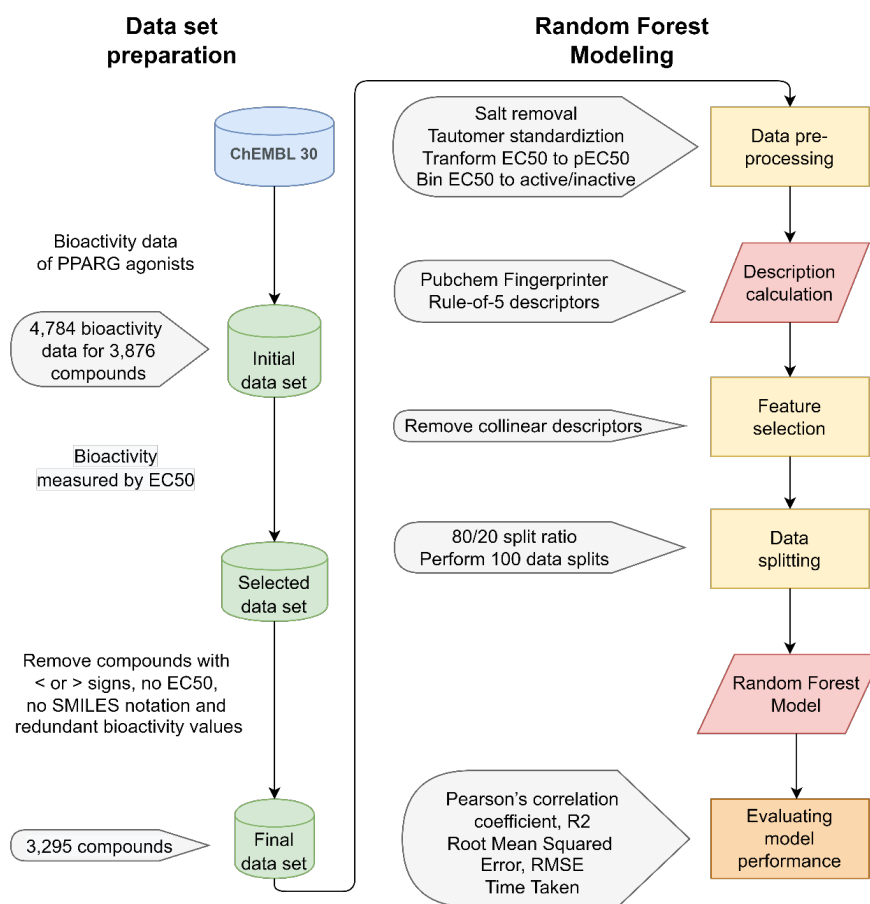 Data set
preparation
ChEMBL 30
Bioactivity data
of PPARG agonists
4,784 bioactivity
data for 3,876
compounds
Initial
data set
Bioactivity
measured by EC50
Selected
data set
Remove compounds with
< or > signs, no EC50,
no SMILES notation and
redundant bioactivity values
3,295 compounds
Final
data set
Random Forest
Modeling
Salt removal
Tautomer standardiztion
Tranform EC50 to pEC50
Bin EC50 to active/inactive
Data pre-
processing
Pubchem Fingerprinter
Rule-of-5 descriptors
Description
calculation
Remove collinear descriptors
Feature
selection
80/20 split ratio
Perform 100 data splits
Data
splitting
Random Forest
Model
Pearson's correlation
coefficient, R2
Root Mean Squared
Error, RMSE
Time Taken
Evaluating
model
performance